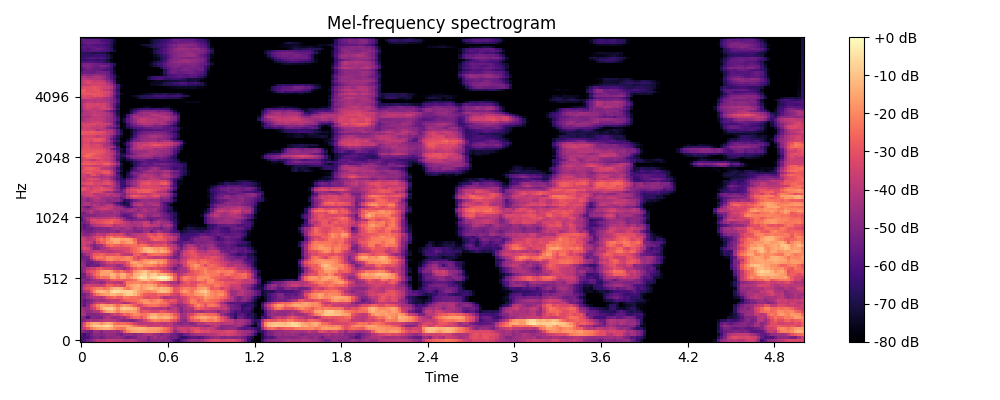 Mel-frequency spectrogram
Hz
4096
2048
1024
512
0
0 0.6 1.2 1.8 2.4 3 3.6 4.2 4.8
Time
+0 dB
-10 dB
-20 dB
-30 dB
-40 dB
-50 dB
-60 dB
-70 dB
-80 dB